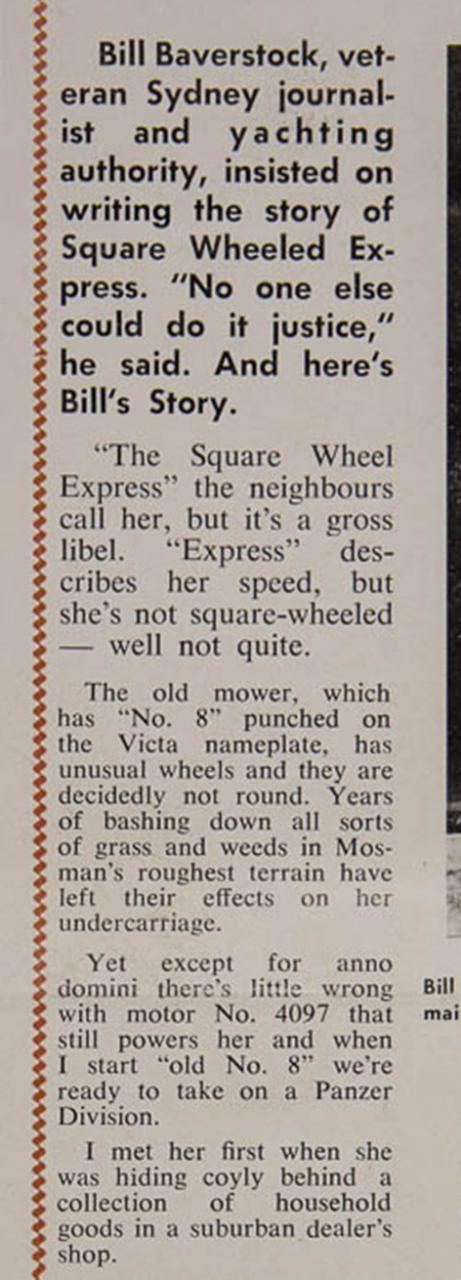 Bill Baverstock, vet-
eran Sydney journal-
ist and yachting
authority, insisted on
writing the story of
Square Wheeled Ex-
press. "No one else
could do it justice,"
he said. And here's
Bill's Story.
"The Square Wheel
Express" the neighbours
call her, but it's a gross
libel. "Express" des-
cribes her speed, but
she's not square-wheeled
— well not quite.
The old mower, which
has "No. 8" punched on
the Victa nameplate, has
unusual wheels and they are
decidedly not round. Years
of bashing down all sorts
of grass and weeds in Mos-
man's roughest terrain have
left their effects on her
undercarriage.
Yet except for anno
domini there's little wrong
with motor No. 4097 that
still powers her and when
I start "old No. 8" we're
ready to take on a Panzer
Division.
I met her first when she
was hiding coyly behind a
collection of household
goods in a suburban dealer's
shop.
Bill
mai